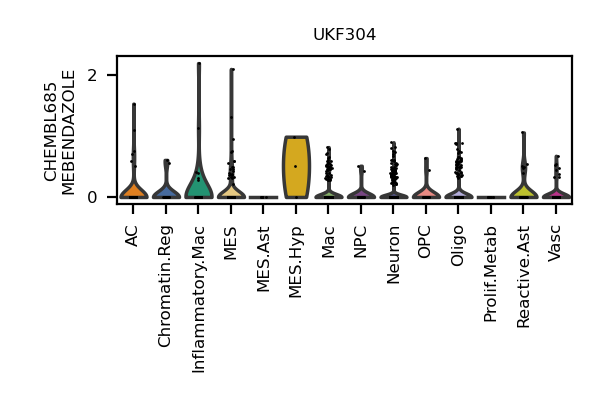 UKF304
CHEMBL685
MEBENDAZOLE
2
0
AC
Chromatin.Reg
Inflammatory.Mac
MES
MES.Ast
MES.Hyp
Mac
NPC
Neuron
OPC
Oligo
Prolif.Metab
Reactive.Ast
Vasc